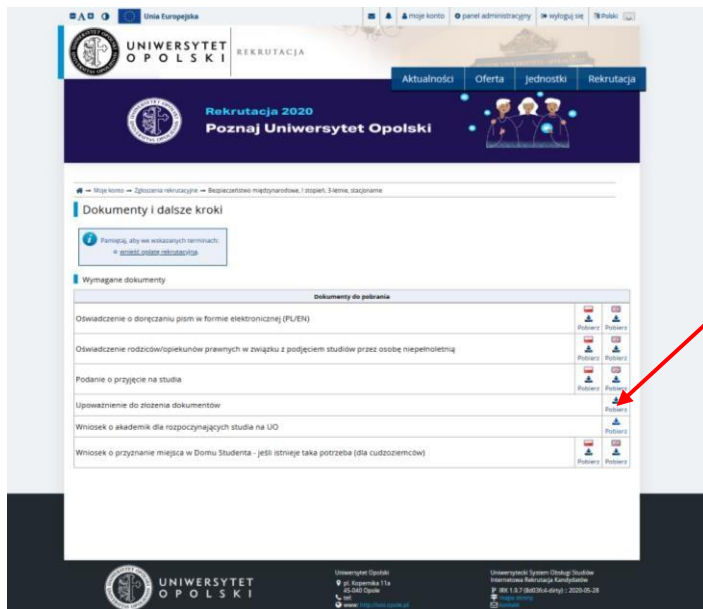 A Unia Europejska moje konto panel administracyjny wyloguj się Polski
UNIWERSYTET OPOLSKI REKRUTACJA
Aktualności Oferta Jednostki Rekrutacja
Rekrutacja 2020
Poznaj Uniwersytet Opolski
→ Moje konto → Zgłoszenia rekrutacyjne → Bezpieczeństwo międzynarodowe, I stopień, 3-letnie, stacjonarne
Dokumenty i dalsze kroki
Pamiętaj, aby we wskazanych terminach:
wnieść opłatę rekrutacyjną.
Wymagane dokumenty
Dokumenty do pobrania
Oświadczenie o doręczaniu pism w formie elektronicznej (PL/EN) Pobierz Pobierz
Oświadczenie rodziców/opiekunów prawnych w związku z podjęciem studiów przez osobę niepełnoletnią Pobierz Pobierz
Podanie o przyjęcie na studia Pobierz Pobierz
Upoważnienie do złożenia dokumentów Pobierz
Wniosek o akademik dla rozpoczynających studia na UO Pobierz
Wniosek o przyznanie miejsca w Domu Studenta - jeśli istnieje taka potrzeba (dla cudzoziemców) Pobierz Pobierz
UNIWERSYTET
OPOLSKI
Uniwersytet Opolski
pl. Kopernika 11a
45-040 Opole
tel:
www:
Uniwersytecki System Obsługi Studiów
Internetowa Rekrutacja Kandydatów
2020-05-28
mapa strony
kontakt